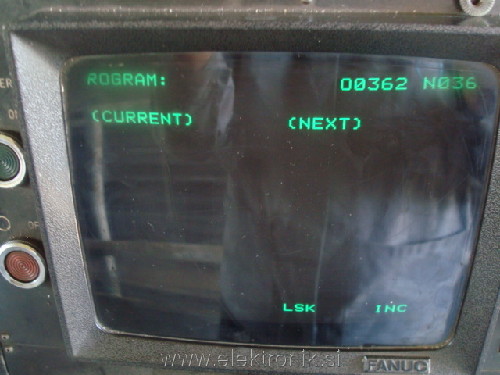 ROGRAM: O0362 N036
(CURRENT) (NEXT)
LSK INC
FANUC
www.elektronik.si